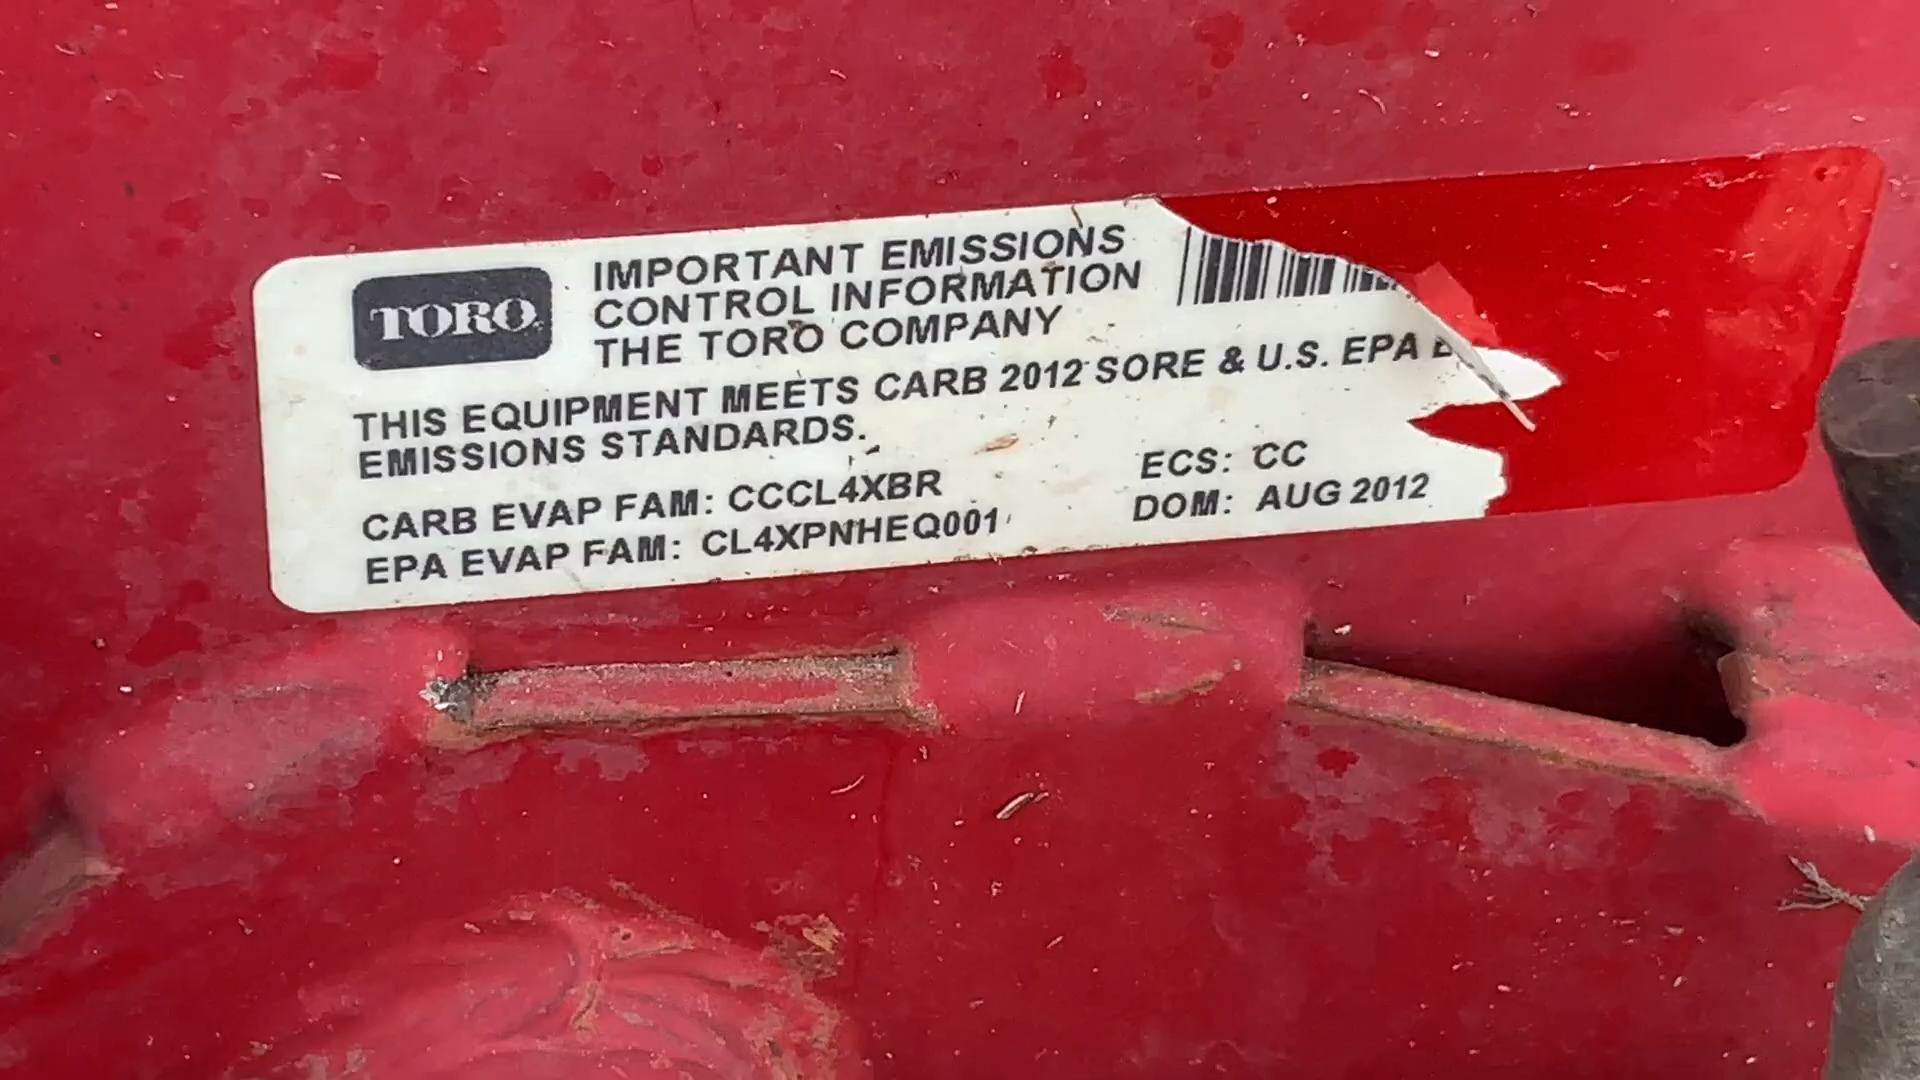 TORO
IMPORTANT EMISSIONS
CONTROL INFORMATION
THE TORO COMPANY
THIS EQUIPMENT MEETS CARB 2012 SORE & U.S. EPA
EMISSIONS STANDARDS.
CARB EVAP FAM: CCCL4XBR
EPA EVAP FAM: CL4XPNHEQ001
ECS: CC
DOM: AUG 2012